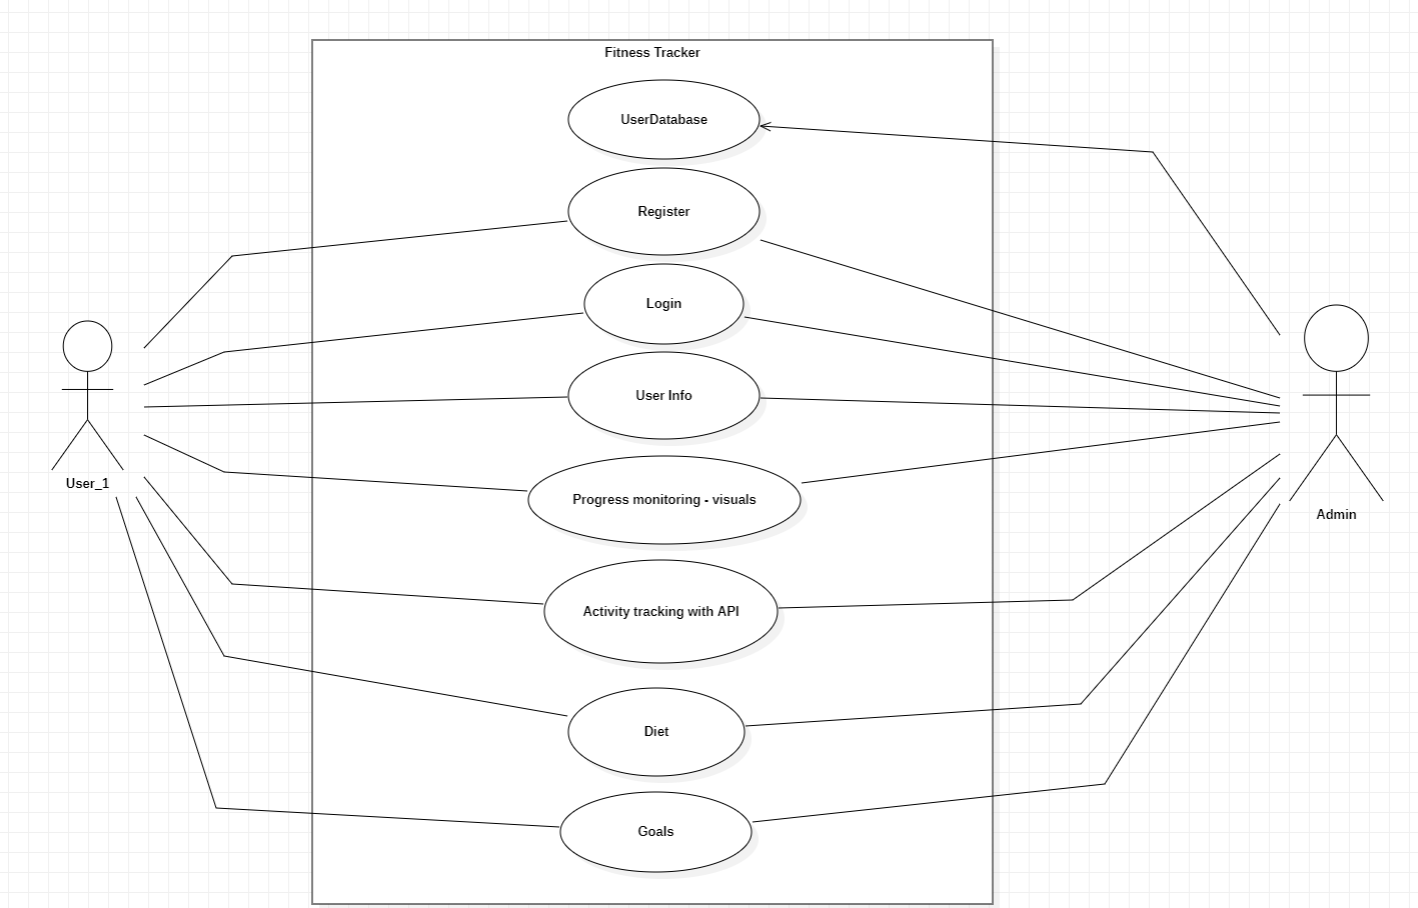 Fitness Tracker
UserDatabase
Register
Login
User Info
Progress monitoring - visuals
Activity tracking with API
Diet
Goals
User_1
Admin